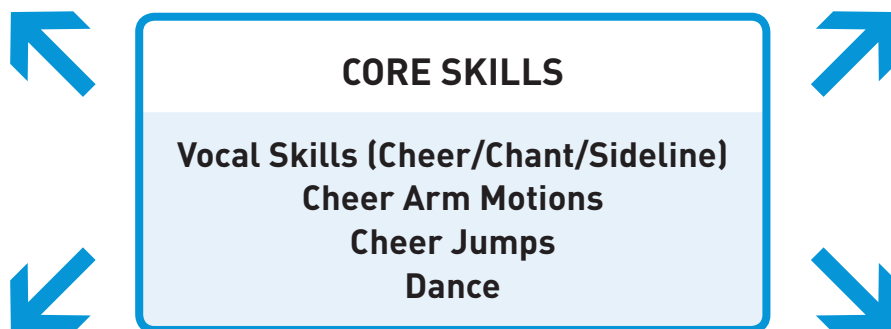 CORE SKILLS
Vocal Skills (Cheer/Chant/Sideline)
Cheer Arm Motions
Cheer Jumps
Dance